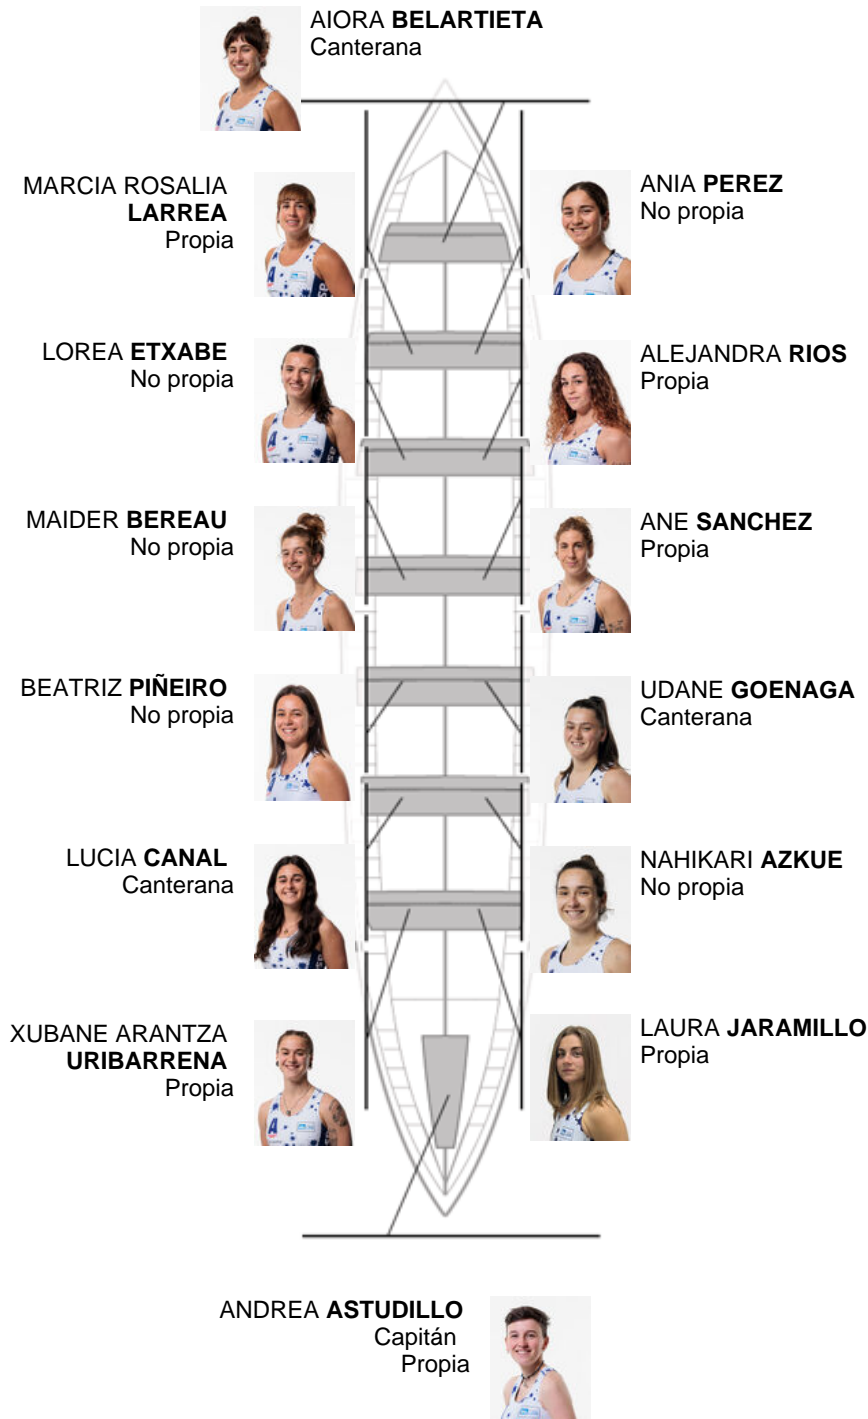 AIORA BELARTIETA
Canterana
MARCIA ROSALIA
LARREA
Propia
ANIA PEREZ
No propia
LOREA ETXABE
No propia
ALEJANDRA RIOS
Propia
MAIDER BEREAU
No propia
ANE SANCHEZ
Propia
BEATRIZ PIÑEIRO
No propia
UDANE GOENAGA
Canterana
LUCIA CANAL
Canterana
NAHIKARI AZKUE
No propia
XUBANE ARANTZA
URIBARRENA
Propia
LAURA JARAMILLO
Propia
ANDREA ASTUDILLO
Capitán
Propia